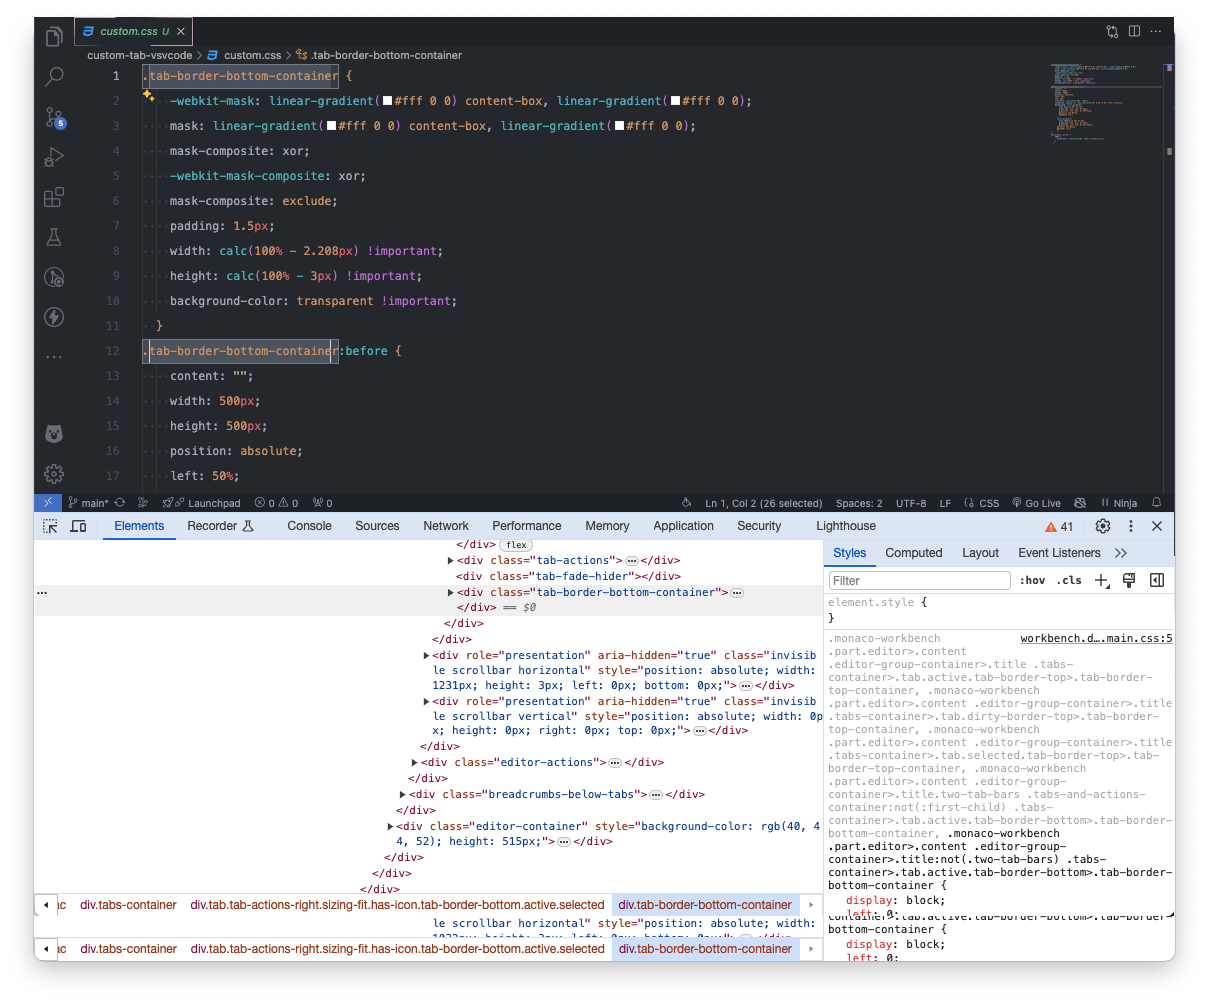 custom.css U
custom-tab-vsvcode > custom.css > .tab-border-bottom-container
1 .tab-border-bottom-container {
2 -webkit-mask: linear-gradient(#fff 0 0) content-box, linear-gradient(#fff 0 0);
3 mask: linear-gradient(#fff 0 0) content-box, linear-gradient(#fff 0 0);
4 mask-composite: xor;
5 -webkit-mask-composite: xor;
6 mask-composite: exclude;
7 padding: 1.5px;
8 width: calc(100% - 2.208px) !important;
9 height: calc(100% - 3px) !important;
10 background-color: transparent !important;
11 }
12 .tab-border-bottom-container:before {
13 content: "";
14 width: 500px;
15 height: 500px;
16 position: absolute;
17 left: 50%;
5
main* Launchpad 0 0 0 Ln 1, Col 2 (26 selected) Spaces: 2 UTF-8 LF CSS Go Live Ninja
Elements Recorder Console Sources Network Performance Memory Application Security Lighthouse 41
</div> flex
<div class="tab-actions">…</div>
<div class="tab-fade-hider"></div>
<div class="tab-border-bottom-container">…
</div> == $0
</div>
</div>
<div role="presentation" aria-hidden="true" class="invisib
le scrollbar horizontal" style="position: absolute; width:
1231px; height: 3px; left: 0px; bottom: 0px;">…</div>
<div role="presentation" aria-hidden="true" class="invisib
le scrollbar vertical" style="position: absolute; width: 0p
x; height: 0px; right: 0px; top: 0px;">…</div>
</div>
<div class="editor-actions">…</div>
</div>
<div class="breadcrumbs-below-tabs">…</div>
</div>
<div class="editor-container" style="background-color: rgb(40, 4
4, 52); height: 515px;">…</div>
</div>
</div>
</div>
div.tabs-container div.tab.tab-actions-right.sizing-fit.has-icon.tab-border-bottom.active.selected div.tab-border-bottom-container
le scrollbar horizontal" style="position: absolute; width:
div.tabs-container div.tab.tab-actions-right.sizing-fit.has-icon.tab-border-bottom.active.selected div.tab-border-bottom-container
Styles Computed Layout Event Listeners
Filter :hov .cls
element.style {
}
.monaco-workbench workbench.d….main.css:5
.part.editor>.content
.editor-group-container>.title .tabs-
container>.tab.active.tab-border-top>.tab-border-
top-container, .monaco-workbench
.part.editor>.content .editor-group-container>.title
.tabs-container>.tab.dirty-border-top>.tab-border-
top-container, .monaco-workbench
.part.editor>.content .editor-group-container>.title
.tabs-container>.tab.selected.tab-border-top>.tab-
border-top-container, .monaco-workbench
.part.editor>.content .editor-group-
container>.title.two-tab-bars .tabs-and-actions-
container:not(:first-child) .tabs-
container>.tab.active.tab-border-bottom>.tab-border-
bottom-container, .monaco-workbench
.part.editor>.content .editor-group-
container>.title:not(.two-tab-bars) .tabs-
container>.tab.active.tab-border-bottom>.tab-border-
bottom-container {
display: block;
left: 0;
container>.tab.active.tab-border-bottom>.tab-border-
bottom-container {
display: block;
left: 0;